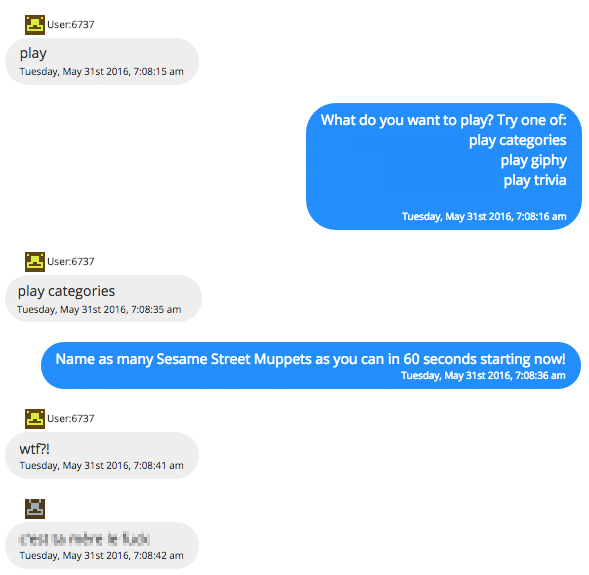 User:6737
play
Tuesday, May 31st 2016, 7:08:15 am
What do you want to play? Try one of:
play categories
play giphy
play trivia
Tuesday, May 31st 2016, 7:08:16 am
User:6737
play categories
Tuesday, May 31st 2016, 7:08:35 am
Name as many Sesame Street Muppets as you can in 60 seconds starting now!
Tuesday, May 31st 2016, 7:08:36 am
User:6737
wtf?!
Tuesday, May 31st 2016, 7:08:41 am
Tuesday, May 31st 2016, 7:08:42 am